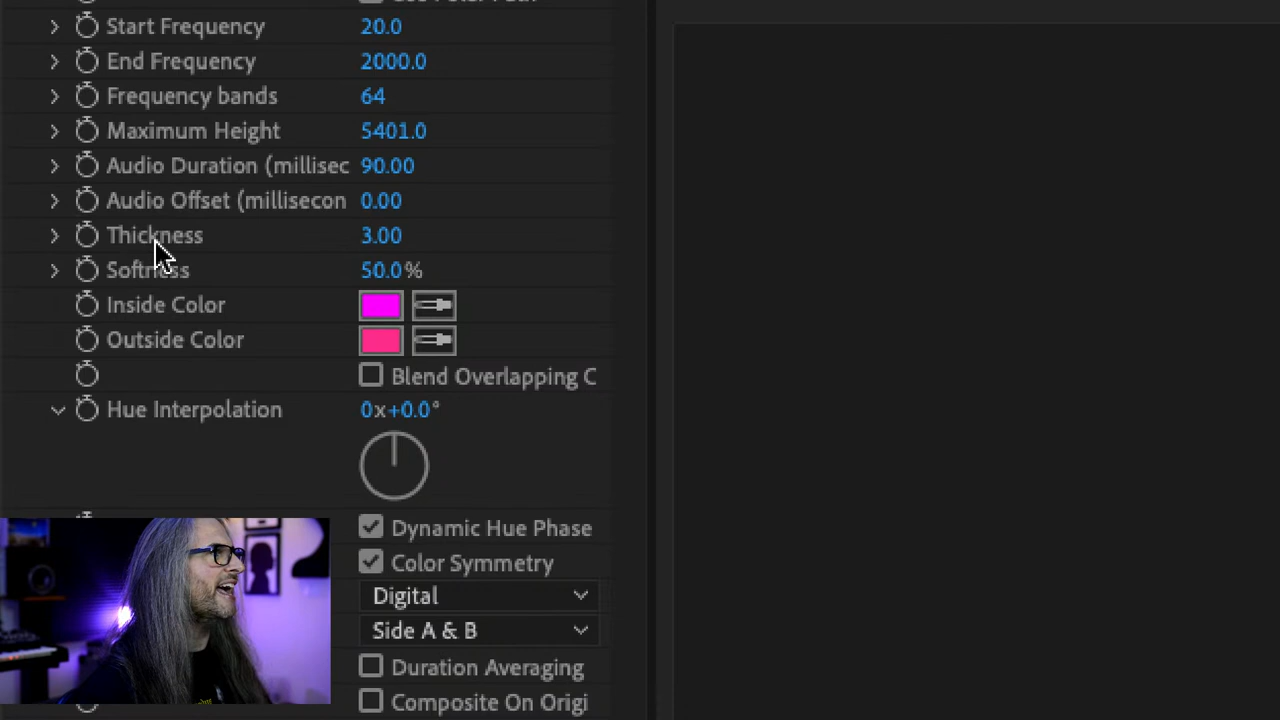 Start Frequency 20.0
End Frequency 2000.0
Frequency bands 64
Maximum Height 5401.0
Audio Duration (millisec 90.00
Audio Offset (millisecon 0.00
Thickness 3.00
Softness 50.0%
Inside Color
Outside Color
Blend Overlapping C
Hue Interpolation 0x+0.0°
Dynamic Hue Phase
Color Symmetry
Digital
Side A & B
Duration Averaging
Composite On Origi